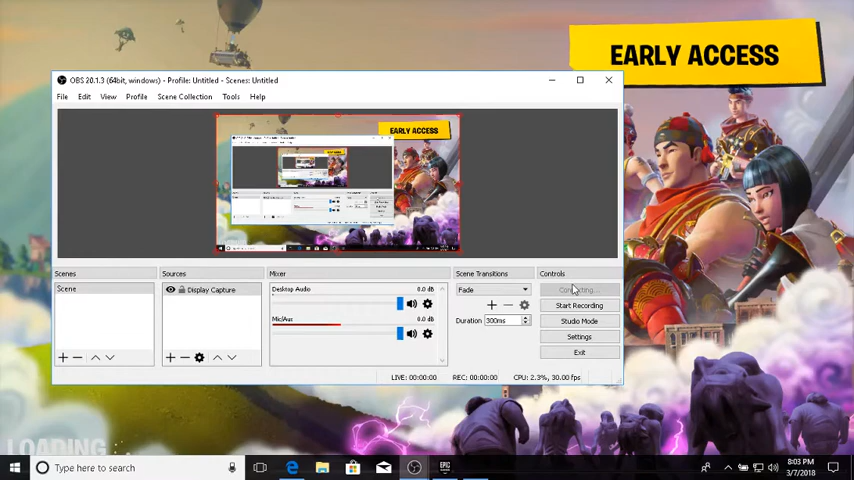 EARLY ACCESS
OBS 20.1.3 (64bit, windows) - Profile: Untitled - Scenes: Untitled
File Edit View Profile Scene Collection Tools Help
EARLY ACCESS
Scenes Sources Mixer Scene Transitions Controls
Scene
Display Capture
Desktop Audio 0.0 dB
Mic/Aux 0.0 dB
Fade
Duration 300ms
Connecting...
Start Recording
Studio Mode
Settings
Exit
LIVE: 00:00:00 REC: 00:00:00 CPU: 2.3%, 30.00 fps
LOADING
Type here to search
EPIC
8:03 PM
3/7/2018